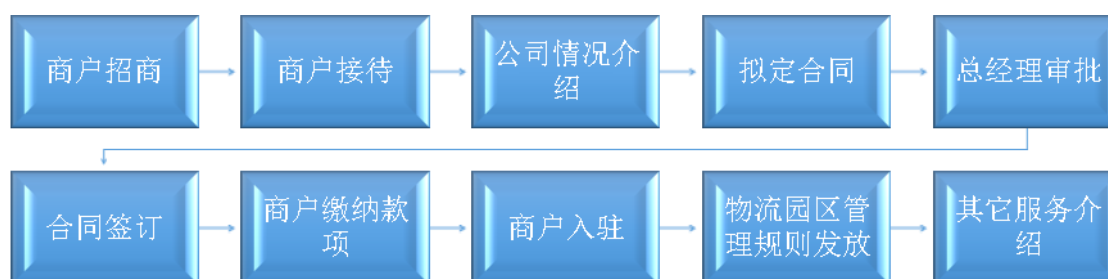 商户招商
商户接待
公司情况介
绍
拟定合同
总经理审批
合同签订
商户缴纳款
项
商户入驻
物流园区管
理规则发放
其它服务介
绍